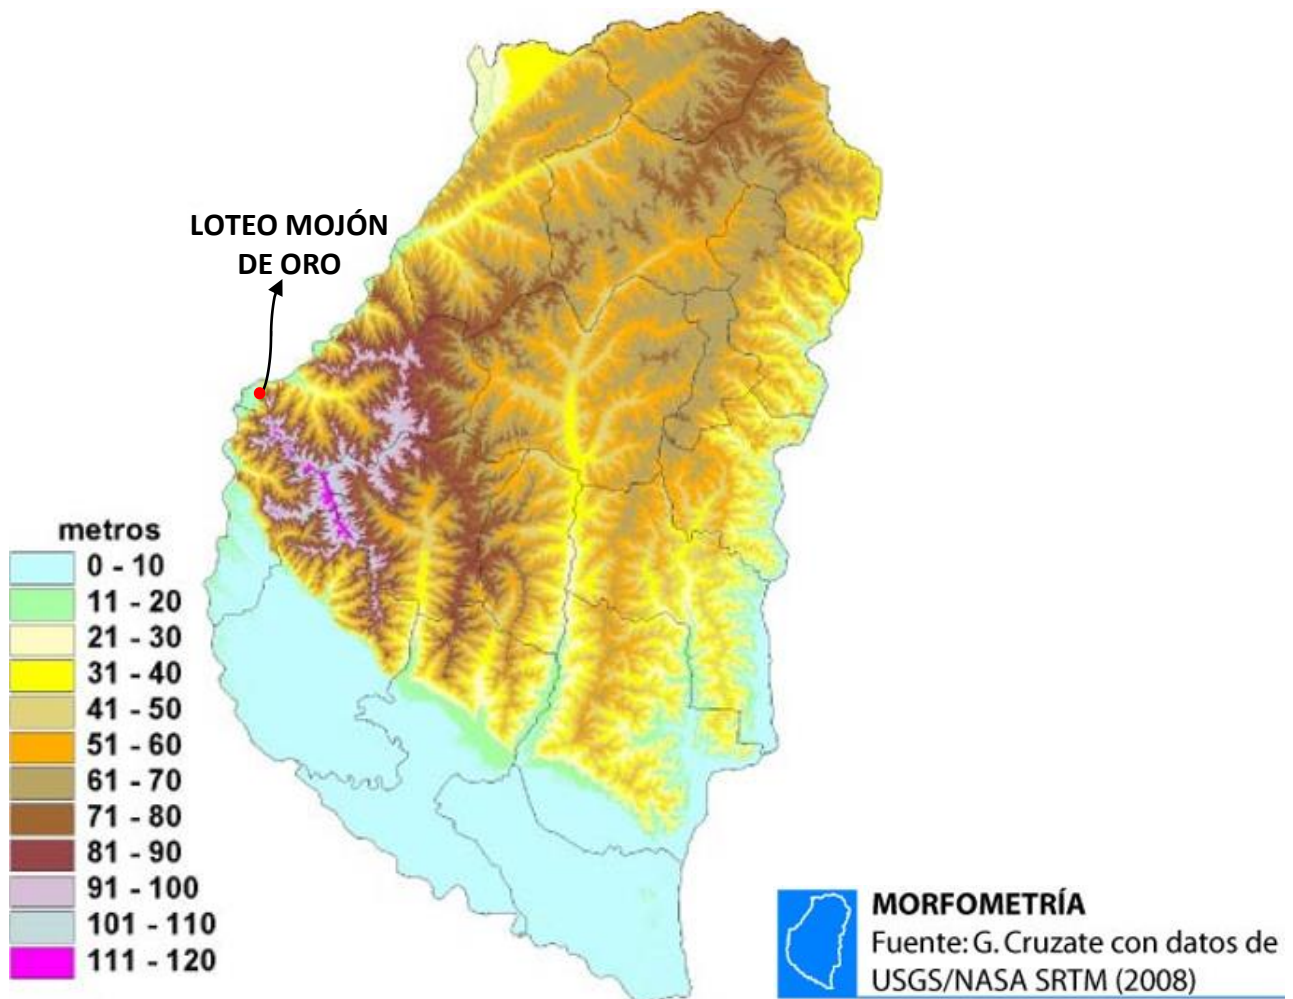 LOTEO MOJÓN
DE ORO
metros
0 - 10
11 - 20
21 - 30
31 - 40
41 - 50
51 - 60
61 - 70
71 - 80
81 - 90
91 - 100
101 - 110
111 - 120
MORFOMETRÍA
Fuente: G. Cruzate con datos de
USGS/NASA SRTM (2008)